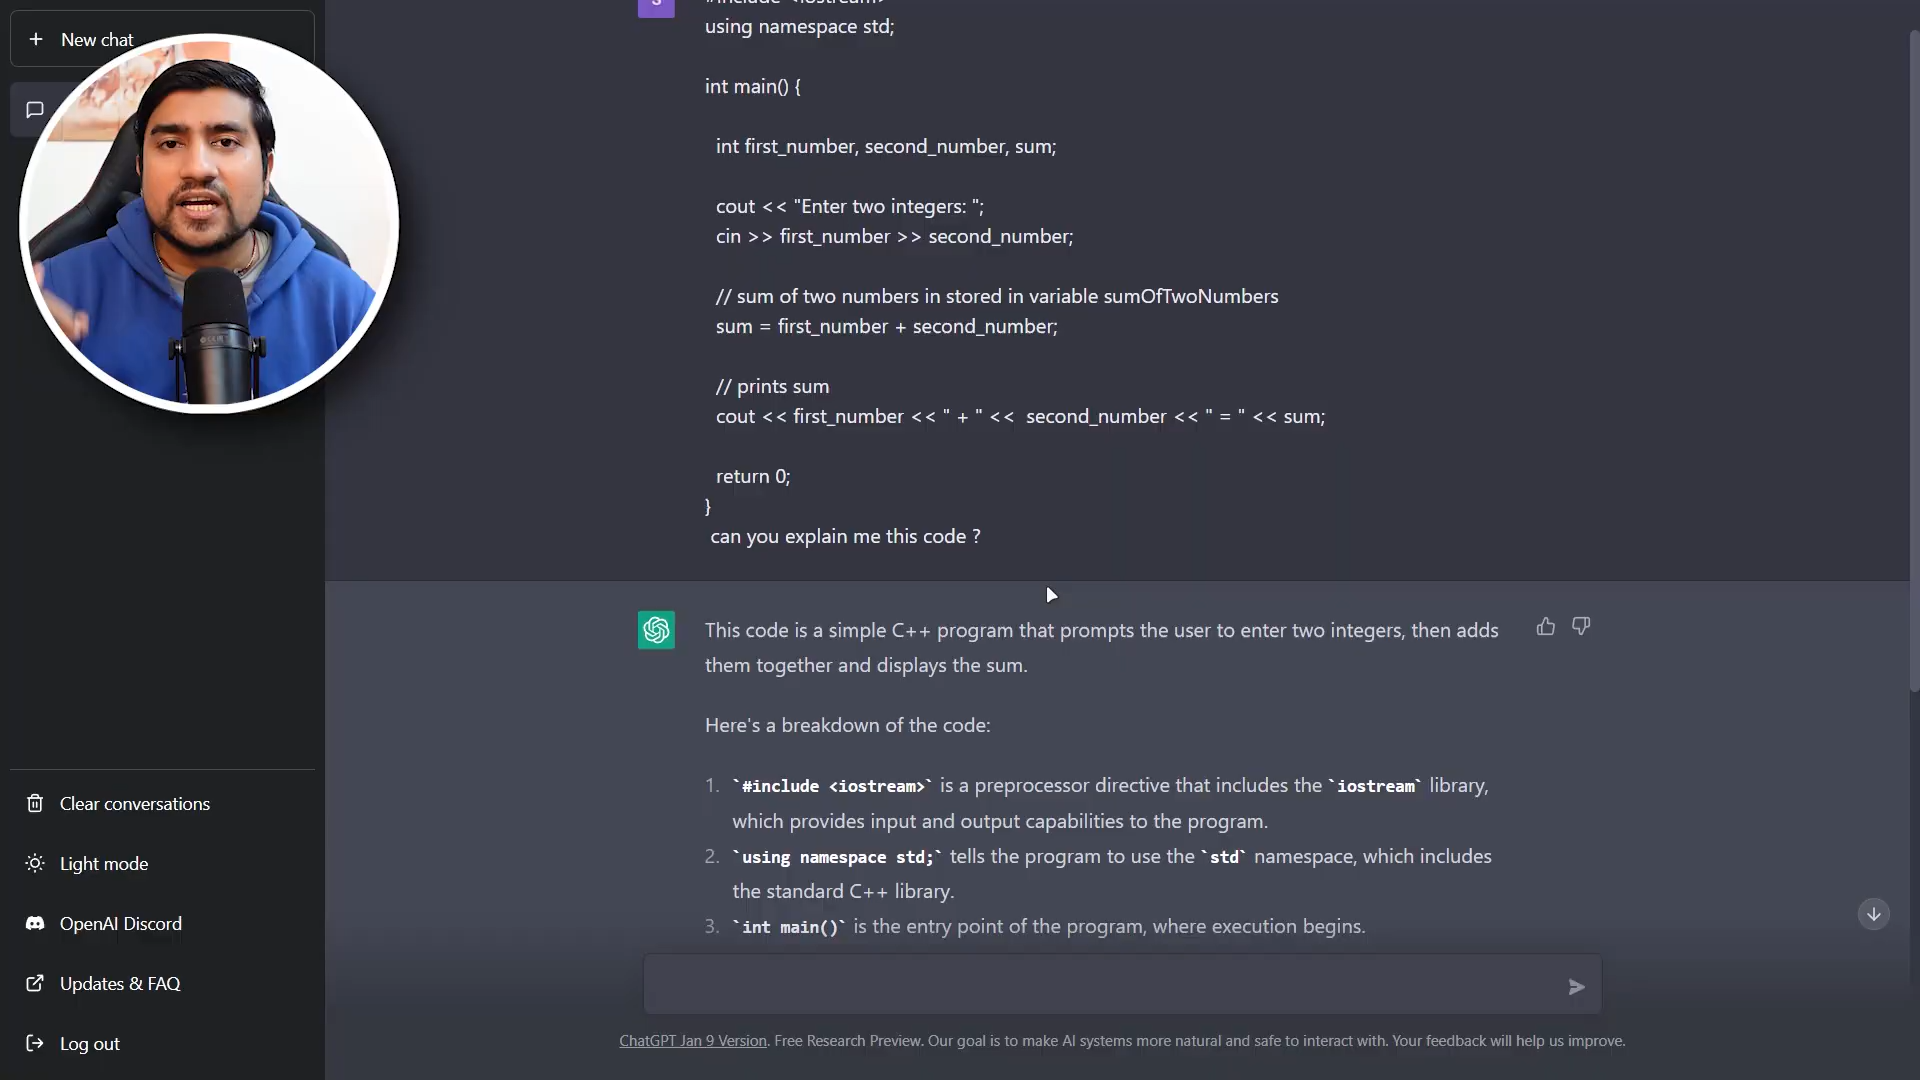 New chat
#include <iostream>
using namespace std;
int main() {
int first_number, second_number, sum;
cout << "Enter two integers: ";
cin >> first_number >> second_number;
// sum of two numbers in stored in variable sumOfTwoNumbers
sum = first_number + second_number;
// prints sum
cout << first_number << " + " <<  second_number << " = " << sum;
return 0;
}
can you explain me this code ?
This code is a simple C++ program that prompts the user to enter two integers, then adds
them together and displays the sum.
Here's a breakdown of the code:
1. `#include <iostream>` is a preprocessor directive that includes the `iostream` library,
which provides input and output capabilities to the program.
2. `using namespace std;` tells the program to use the `std` namespace, which includes
the standard C++ library.
3. `int main()` is the entry point of the program, where execution begins.
Clear conversations
Light mode
OpenAI Discord
Updates & FAQ
Log out
ChatGPT Jan 9 Version. Free Research Preview. Our goal is to make AI systems more natural and safe to interact with. Your feedback will help us improve.